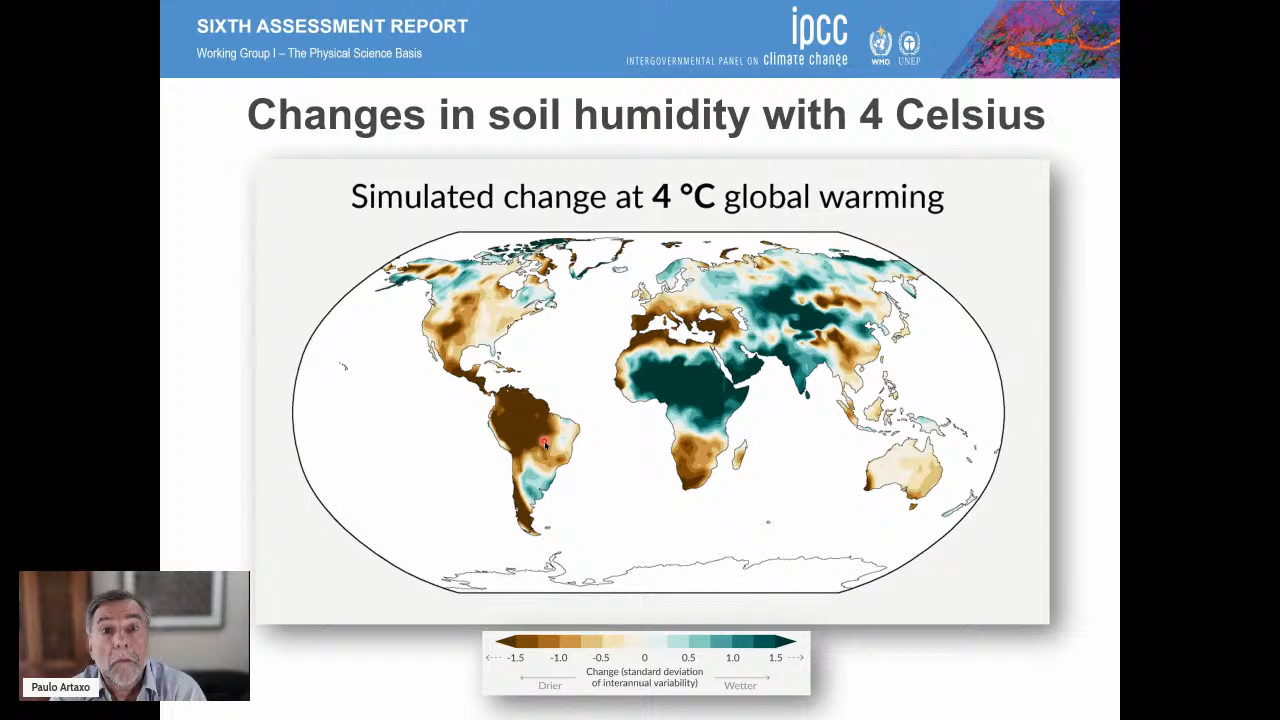 SIXTH ASSESSMENT REPORT
Working Group I – The Physical Science Basis
ipcc
INTERGOVERNMENTAL PANEL ON climate change
WMO
UNEP
Changes in soil humidity with 4 Celsius
Simulated change at 4 °C global warming
-1.5 -1.0 -0.5 0 0.5 1.0 1.5
Change (standard deviation
of interannual variability)
Drier
Wetter
Paulo Artaxo